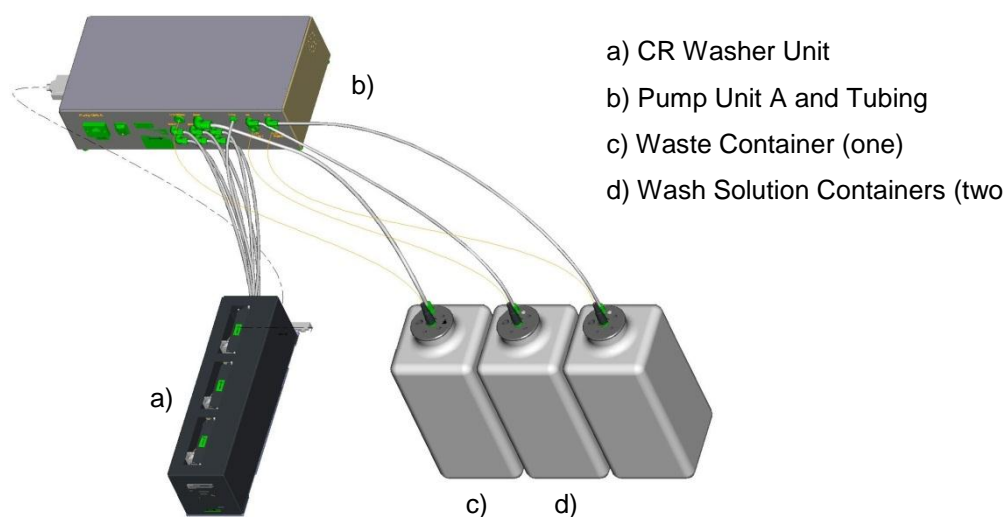 a) CR Washer Unit
b) Pump Unit A and Tubing
c) Waste Container (one)
d) Wash Solution Containers (two
b)
a)
c)
d)